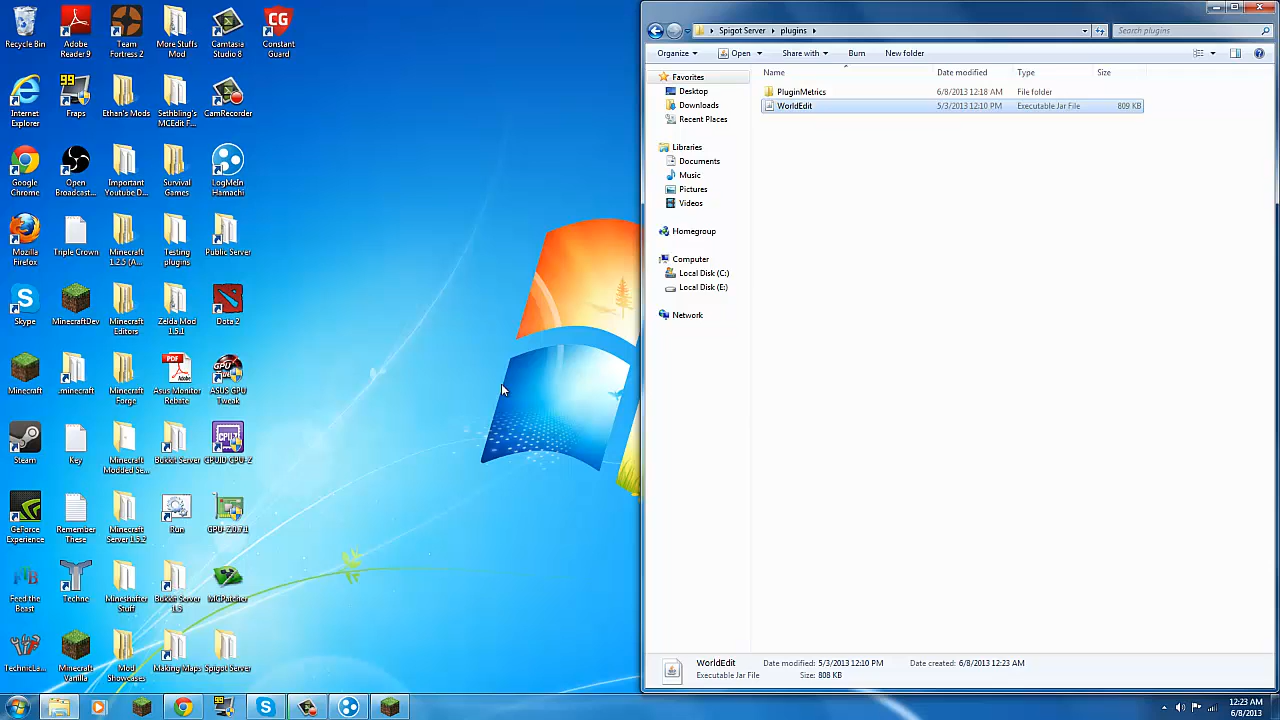 Recycle Bin
Adobe Reader 9
Team Fortress 2
More Stuffs Mod
Camtasia Studio 8
Constant Guard
Internet Explorer
Fraps
Ethan's Mods
Sethbling's MCEdit F...
CamRecorder
Google Chrome
Open Broadcast...
Important Youtube D...
Survival Games
LogMeIn Hamachi
Mozilla Firefox
Triple Crown
Minecraft 1.2.5 (A...
Testing plugins
Public Server
Skype
MinecraftDev
Minecraft Editors
Zelda Mod 1.5.1
Dota 2
Minecraft
.minecraft
Minecraft Forge
PDF
Asus Monitor Rebate
GPU
ASUS GPU Tweak
Steam
Key
Minecraft Modded Se...
Bukkit Server
CPU-Z
CPUID GPU-Z
GeForce Experience
Remember These
Minecraft Server 1.5.2
Run
GPU-Z.0.7.1
FTB
Feed the Beast
Techne
Mineshafter Stuff
Bukkit Server 1.5
MCPatcher
TechnicLa...
Minecraft Vanilla
Mod Showcases
Making Maps
Spigot Server
Spigot Server plugins
Search plugins
Organize Open Share with Burn New folder
Name Date modified Type Size
PluginMetrics 6/8/2013 12:18 AM File folder
WorldEdit 5/3/2013 12:10 PM Executable Jar File 809 KB
Favorites
Desktop
Downloads
Recent Places
Libraries
Documents
Music
Pictures
Videos
Homegroup
Computer
Local Disk (C:)
Local Disk (E:)
Network
WorldEdit Date modified: 5/3/2013 12:10 PM Date created: 6/8/2013 12:23 AM
Executable Jar File Size: 808 KB
12:23 AM
6/8/2013